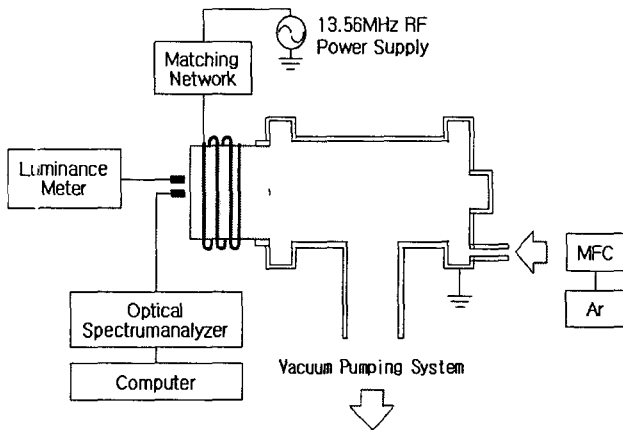 13.56MHz RF
Power Supply
Matching
Network
Luminance
Meter
MFC
Ar
Optical
Spectrumanalyzer
Computer
Vacuum Pumping System